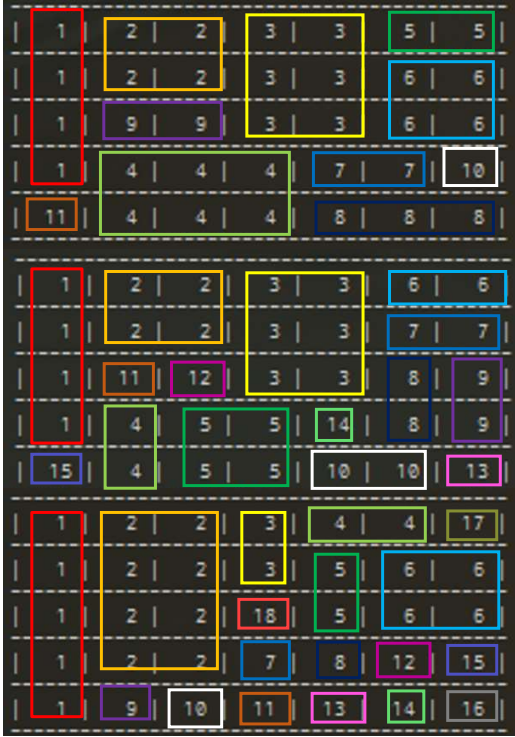 | 1 | 2 | 2 | 3 | 3 | 5 | 5 |
| 1 | 2 | 2 | 3 | 3 | 6 | 6 |
| 1 | 9 | 9 | 3 | 3 | 6 | 6 |
| 1 | 4 | 4 | 4 | 7 | 7 | 10 |
| 11 | 4 | 4 | 4 | 8 | 8 | 8 |
| 1 | 2 | 2 | 3 | 3 | 6 | 6 |
| 1 | 2 | 2 | 3 | 3 | 7 | 7 |
| 1 | 11 | 12 | 3 | 3 | 8 | 9 |
| 1 | 4 | 5 | 5 | 14 | 8 | 9 |
| 15 | 4 | 5 | 5 | 10 | 10 | 13 |
| 1 | 2 | 2 | 3 | 4 | 4 | 17 |
| 1 | 2 | 2 | 3 | 5 | 6 | 6 |
| 1 | 2 | 2 | 18 | 5 | 6 | 6 |
| 1 | 2 | 2 | 7 | 8 | 12 | 15 |
| 1 | 9 | 10 | 11 | 13 | 14 | 16 |